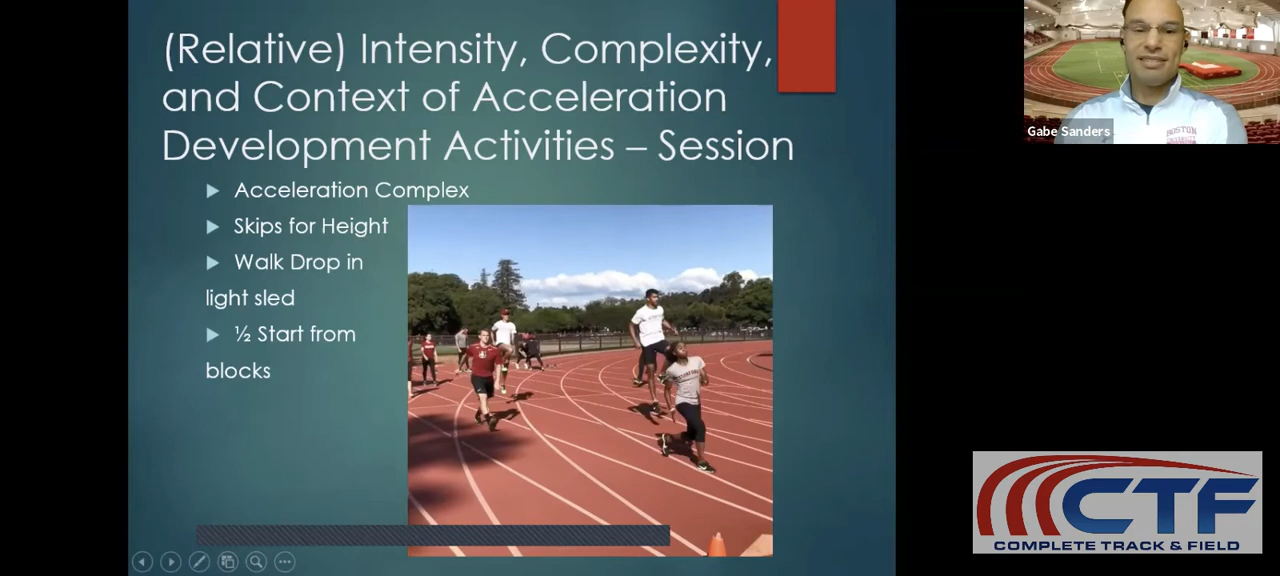 (Relative) Intensity, Complexity,
and Context of Acceleration
Development Activities – Session
Acceleration Complex
Skips for Height
Walk Drop in
light sled
½ Start from
blocks
Gabe Sanders
BOSTON
CTF
COMPLETE TRACK & FIELD